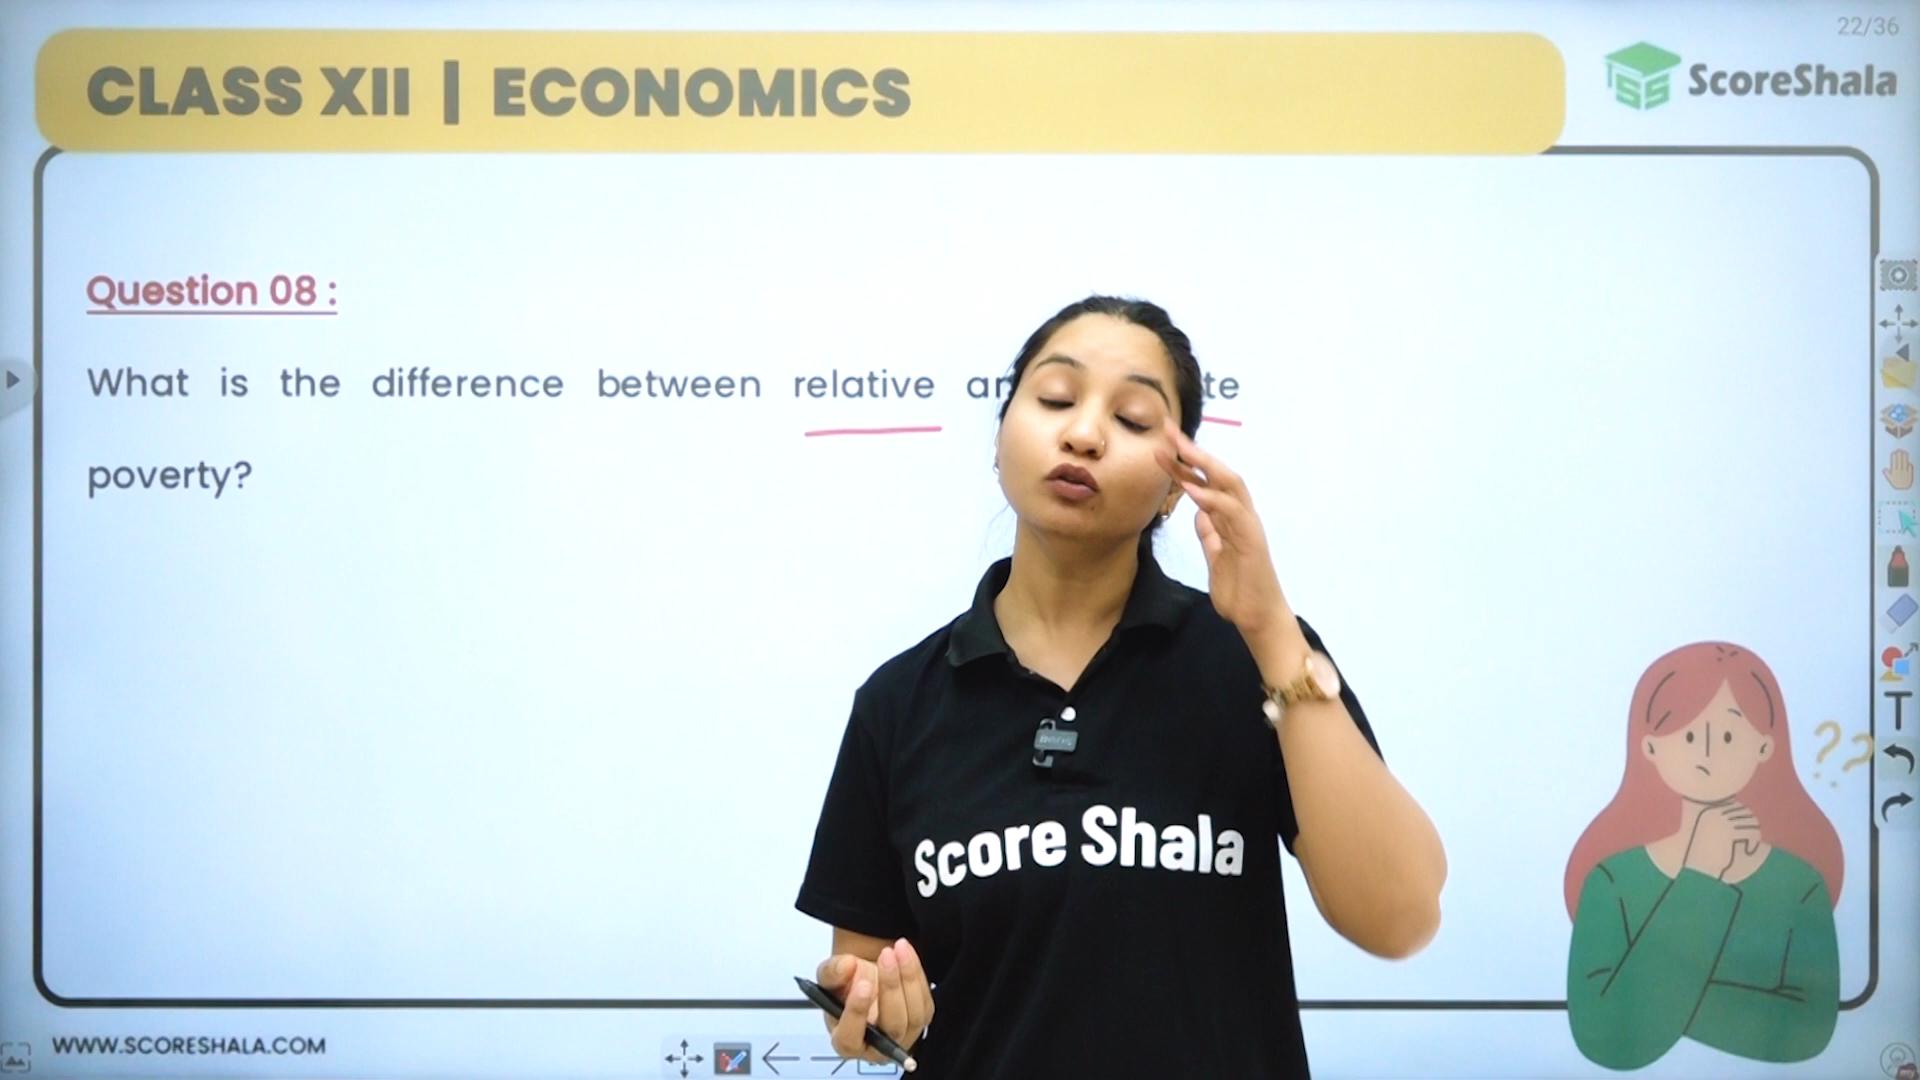 22/36
CLASS XII | ECONOMICS
ScoreShala
Question 08 :
What is the difference between relative
poverty?
Score Shala
WWW.SCORESHALA.COM